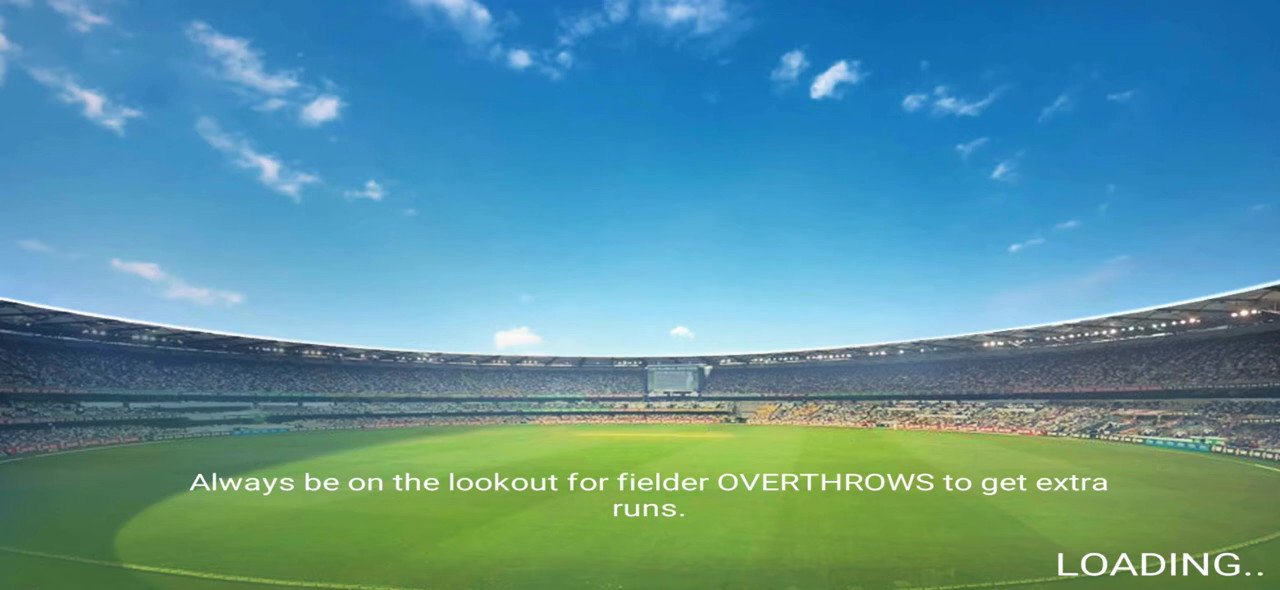 Always be on the lookout for fielder OVERTHROWS to get extra
runs.
LOADING..